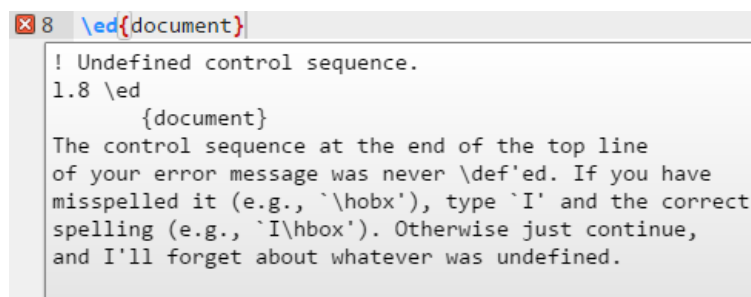 8 \ed{document}
! Undefined control sequence.
l.8 \ed
{document}
The control sequence at the end of the top line
of your error message was never \def'ed. If you have
misspelled it (e.g., `\hobx'), type `I' and the correct
spelling (e.g., `I\hbox'). Otherwise just continue,
and I'll forget about whatever was undefined.